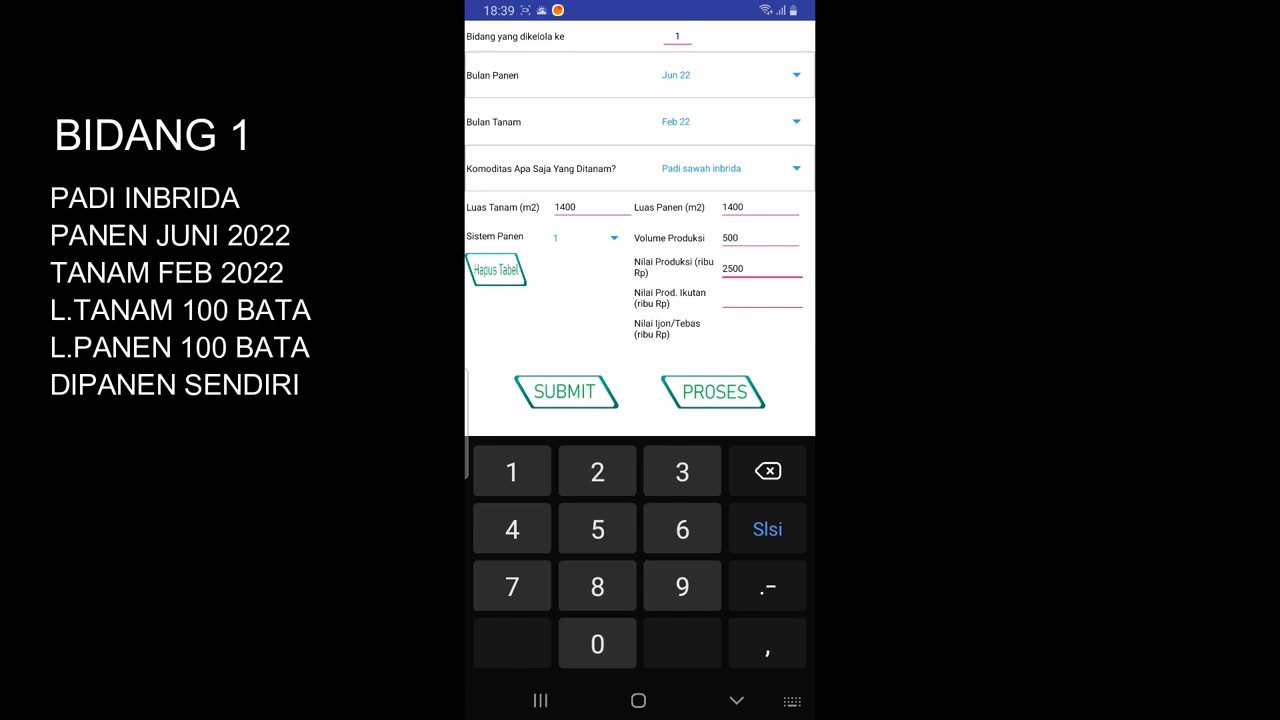 BIDANG 1
PADI INBRIDA
PANEN JUNI 2022
TANAM FEB 2022
L.TANAM 100 BATA
L.PANEN 100 BATA
DIPANEN SENDIRI
18:39
Bidang yang dikelola ke 1
Bulan Panen Jun 22
Bulan Tanam Feb 22
Komoditas Apa Saja Yang Ditanam? Padi sawah inbrida
Luas Tanam (m2) 1400 Luas Panen (m2) 1400
Sistem Panen 1 Volume Produksi 500
Hapus Tabel
Nilai Produksi (ribu
Rp) 2500
Nilai Prod. Ikutan
(ribu Rp)
Nilai Ijon/Tebas
(ribu Rp)
SUBMIT PROSES
1 2 3
4 5 6 Slsi
7 8 9 .-
0 ,